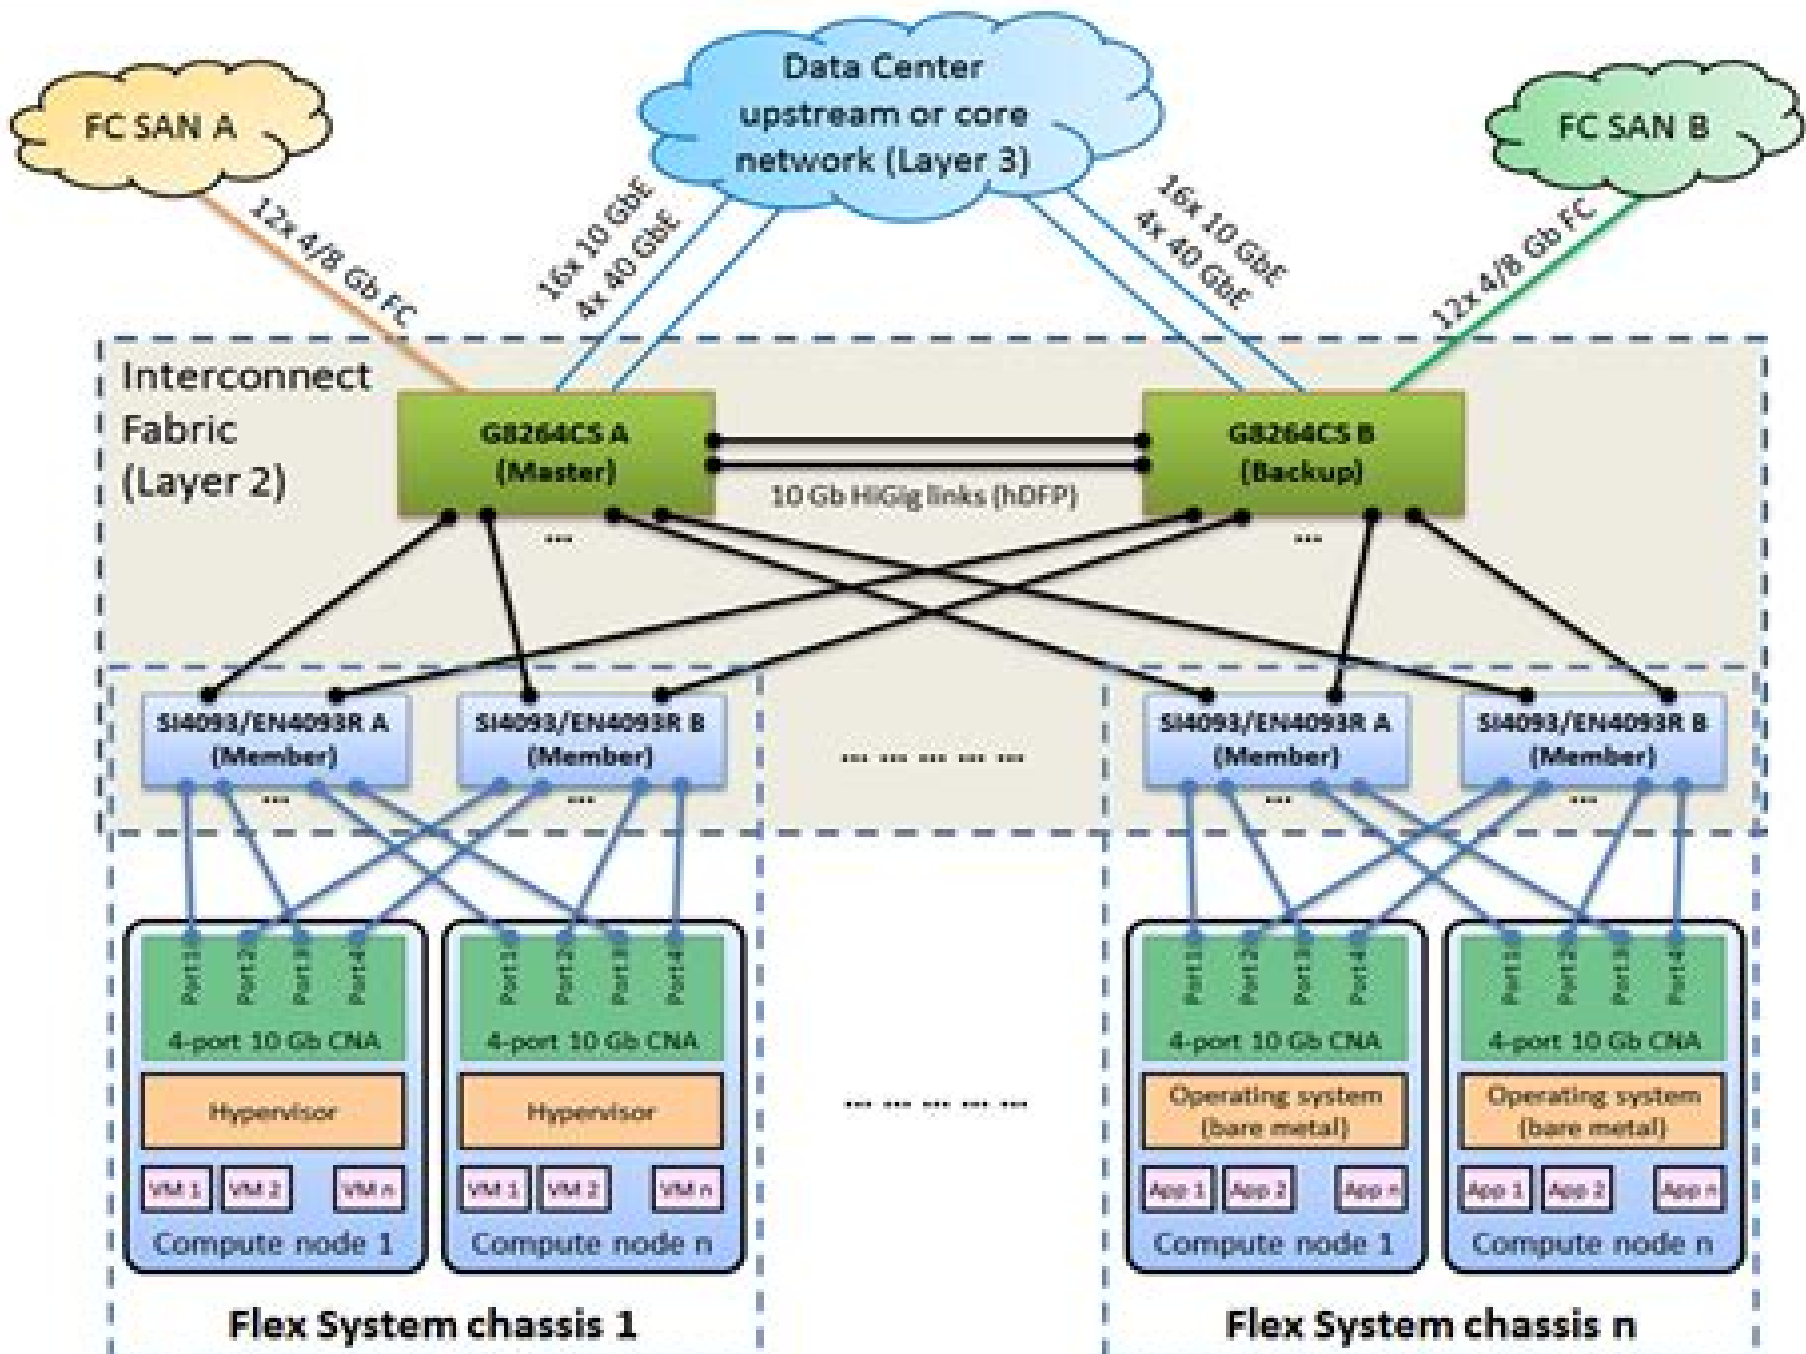 Data Center
upstream or core
network (Layer 3)
FC SAN A
FC SAN B
12x 4/8 Gb FC
16x 10 GbE
4x 40 GbE
16x 10 GbE
4x 40 GbE
12x 4/8 Gb FC
Interconnect
Fabric
(Layer 2)
G8264CS A
(Master)
G8264CS B
(Backup)
10 Gb HiGig links (hDFP)
...
...
SI4093/EN4093R A
(Member)
SI4093/EN4093R B
(Member)
... ... ... ... ...
SI4093/EN4093R A
(Member)
SI4093/EN4093R B
(Member)
...
...
...
...
Port 1
Port 2
Port 3
Port 4
4-port 10 Gb CNA
Hypervisor
VM 1
VM 2
VM n
Compute node 1
Port 1
Port 2
Port 3
Port 4
4-port 10 Gb CNA
Hypervisor
VM 1
VM 2
VM n
Compute node n
... ... ... ... ...
Port 1
Port 2
Port 3
Port 4
4-port 10 Gb CNA
Operating system
(bare metal)
App 1
App 2
App n
Compute node 1
Port 1
Port 2
Port 3
Port 4
4-port 10 Gb CNA
Operating system
(bare metal)
App 1
App 2
App n
Compute node n
Flex System chassis 1
Flex System chassis n